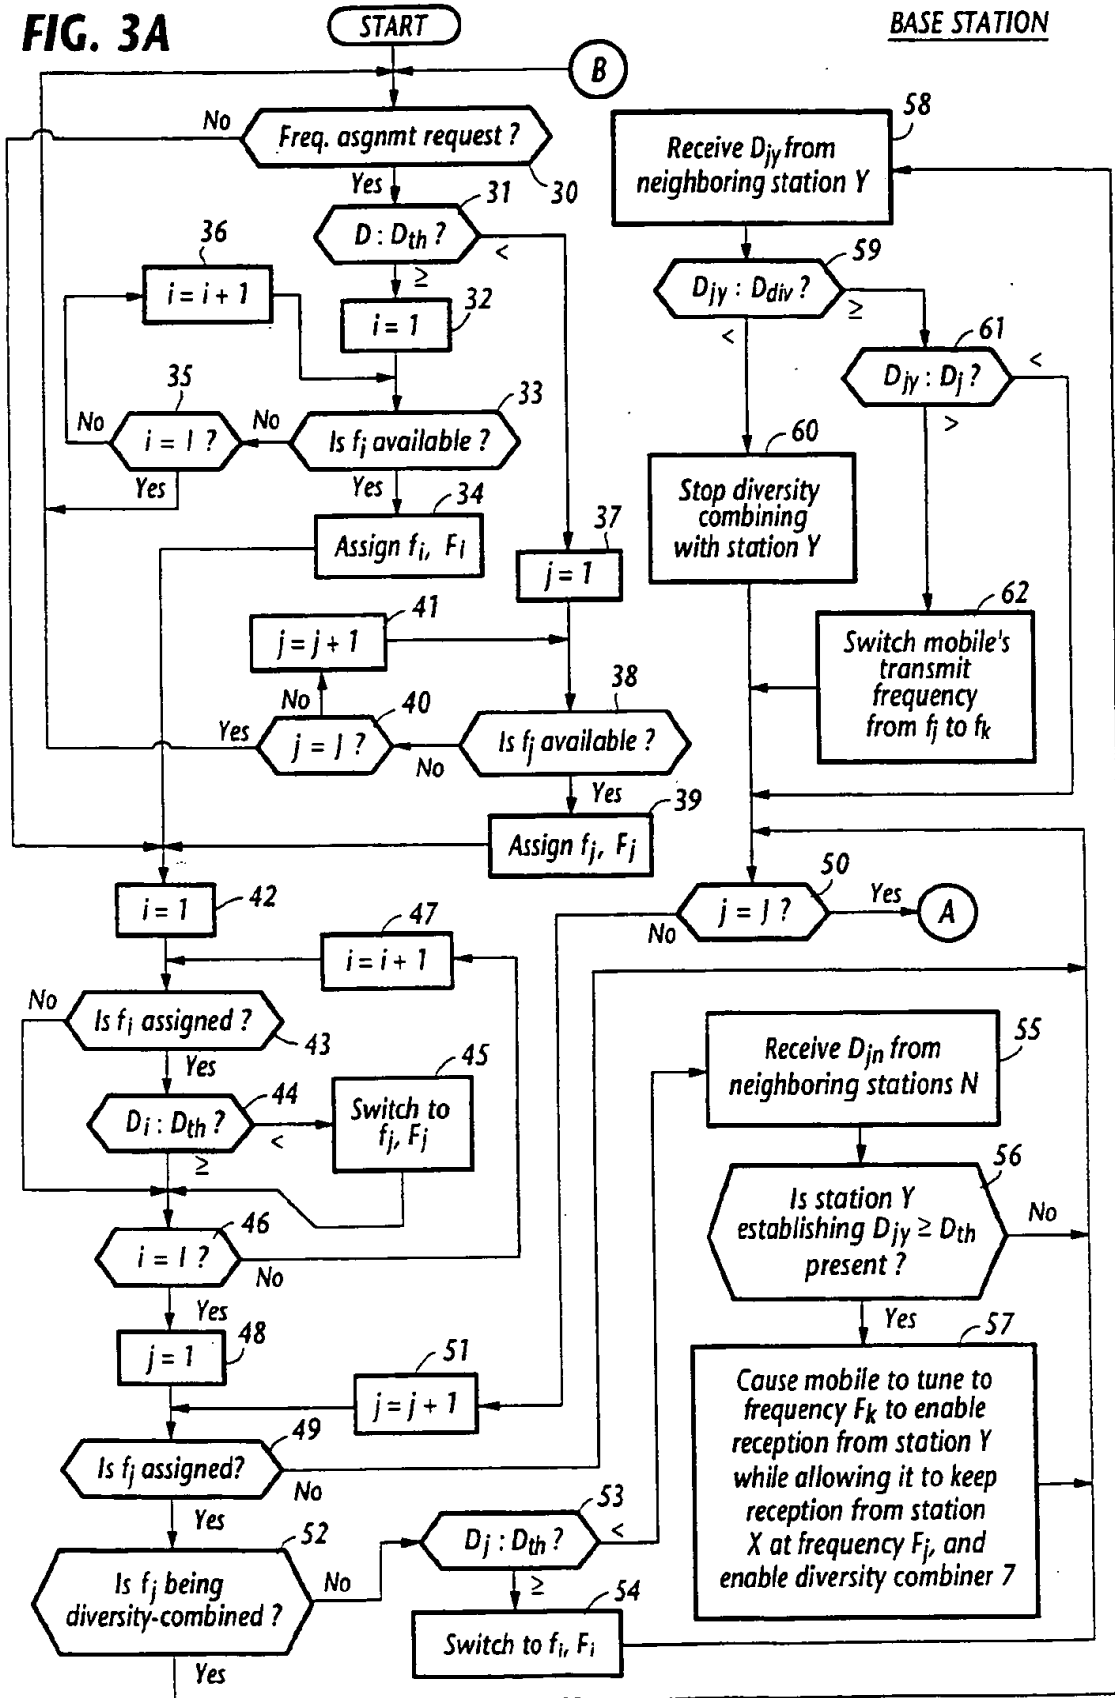 FIG. 3A
START
BASE STATION
B
No
Freq. asgnmt request ?
Yes
30
31
D : Dth ?
<
≥
36
i = i + 1
32
i = 1
35
33
No
i = I ?
No
Is fj available ?
Yes
Yes
34
Assign fi, Fi
37
j = 1
41
j = j + 1
No
40
38
Yes
j = J ?
No
Is fj available ?
Yes
39
Assign fj, Fj
58
Receive Djy from
neighboring station Y
59
Djy : Ddiv ?
≥
<
61
Djy : Dj ?
<
>
60
Stop diversity
combining
with station Y
62
Switch mobile's
transmit
frequency
from fj to fk
50
j = J ?
Yes
A
No
42
i = 1
47
i = i + 1
No
Is fi assigned ?
43
Yes
44
Di : Dth ?
<
≥
45
Switch to
fj, Fj
46
i = I ?
No
Yes
48
j = 1
51
j = j + 1
49
Is fj assigned?
No
Yes
52
Is fj being
diversity-combined ?
No
Yes
53
Dj : Dth ?
<
≥
54
Switch to fi, Fi
55
Receive Djn from
neighboring stations N
56
Is station Y
establishing Djy ≥ Dth
present ?
No
Yes
57
Cause mobile to tune to
frequency Fk to enable
reception from station Y
while allowing it to keep
reception from station
X at frequency Fj, and
enable diversity combiner 7